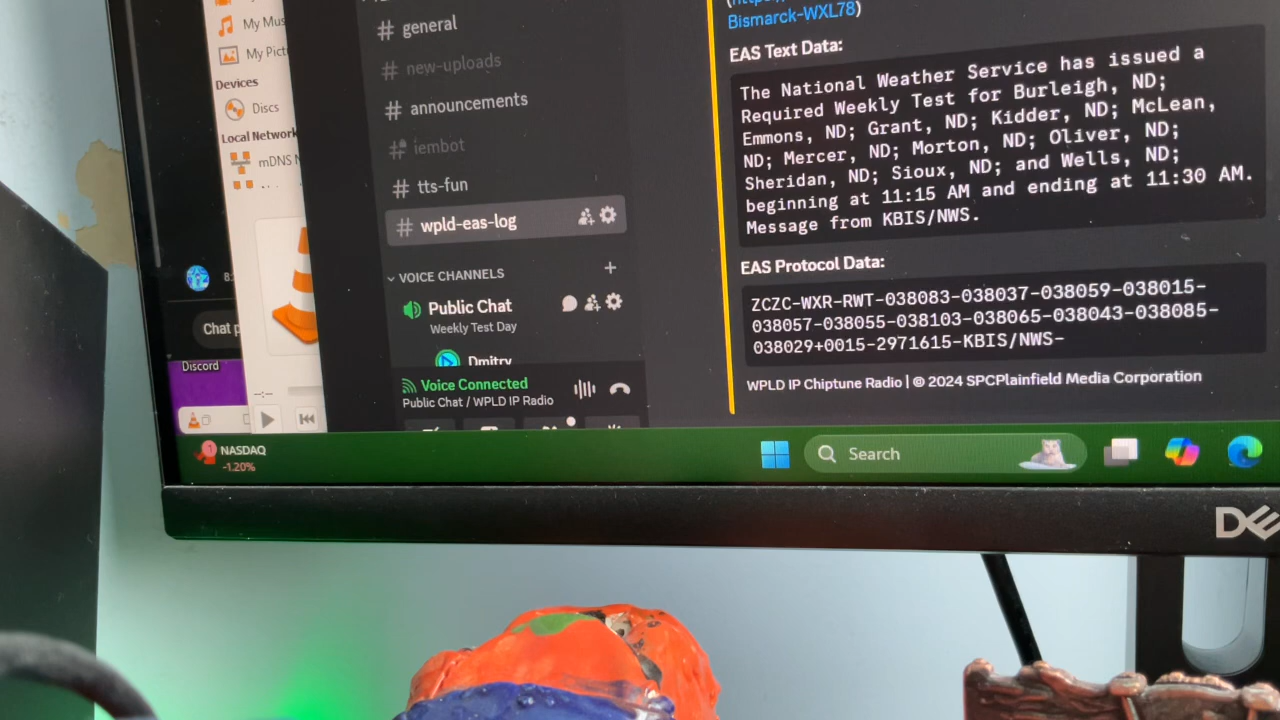 My Mus
My Pict
Devices
Discs
Local Network
mDNS N
# general
# new-uploads
# announcements
# iembot
# tts-fun
# wpld-eas-log
VOICE CHANNELS
Public Chat
Weekly Test Day
Dmitry
Voice Connected
Public Chat / WPLD IP Radio
8:
Chat p
Discord
--:--
Bismarck-WXL78)
EAS Text Data:
The National Weather Service has issued a
Required Weekly Test for Burleigh, ND;
Emmons, ND; Grant, ND; Kidder, ND; McLean,
ND; Mercer, ND; Morton, ND; Oliver, ND;
Sheridan, ND; Sioux, ND; and Wells, ND;
beginning at 11:15 AM and ending at 11:30 AM.
Message from KBIS/NWS.
EAS Protocol Data:
ZCZC-WXR-RWT-038083-038037-038059-038015-
038057-038055-038103-038065-038043-038085-
038029+0015-2971615-KBIS/NWS-
WPLD IP Chiptune Radio | © 2024 SPCPlainfield Media Corporation
1
NASDAQ
-1.20%
Search
DE